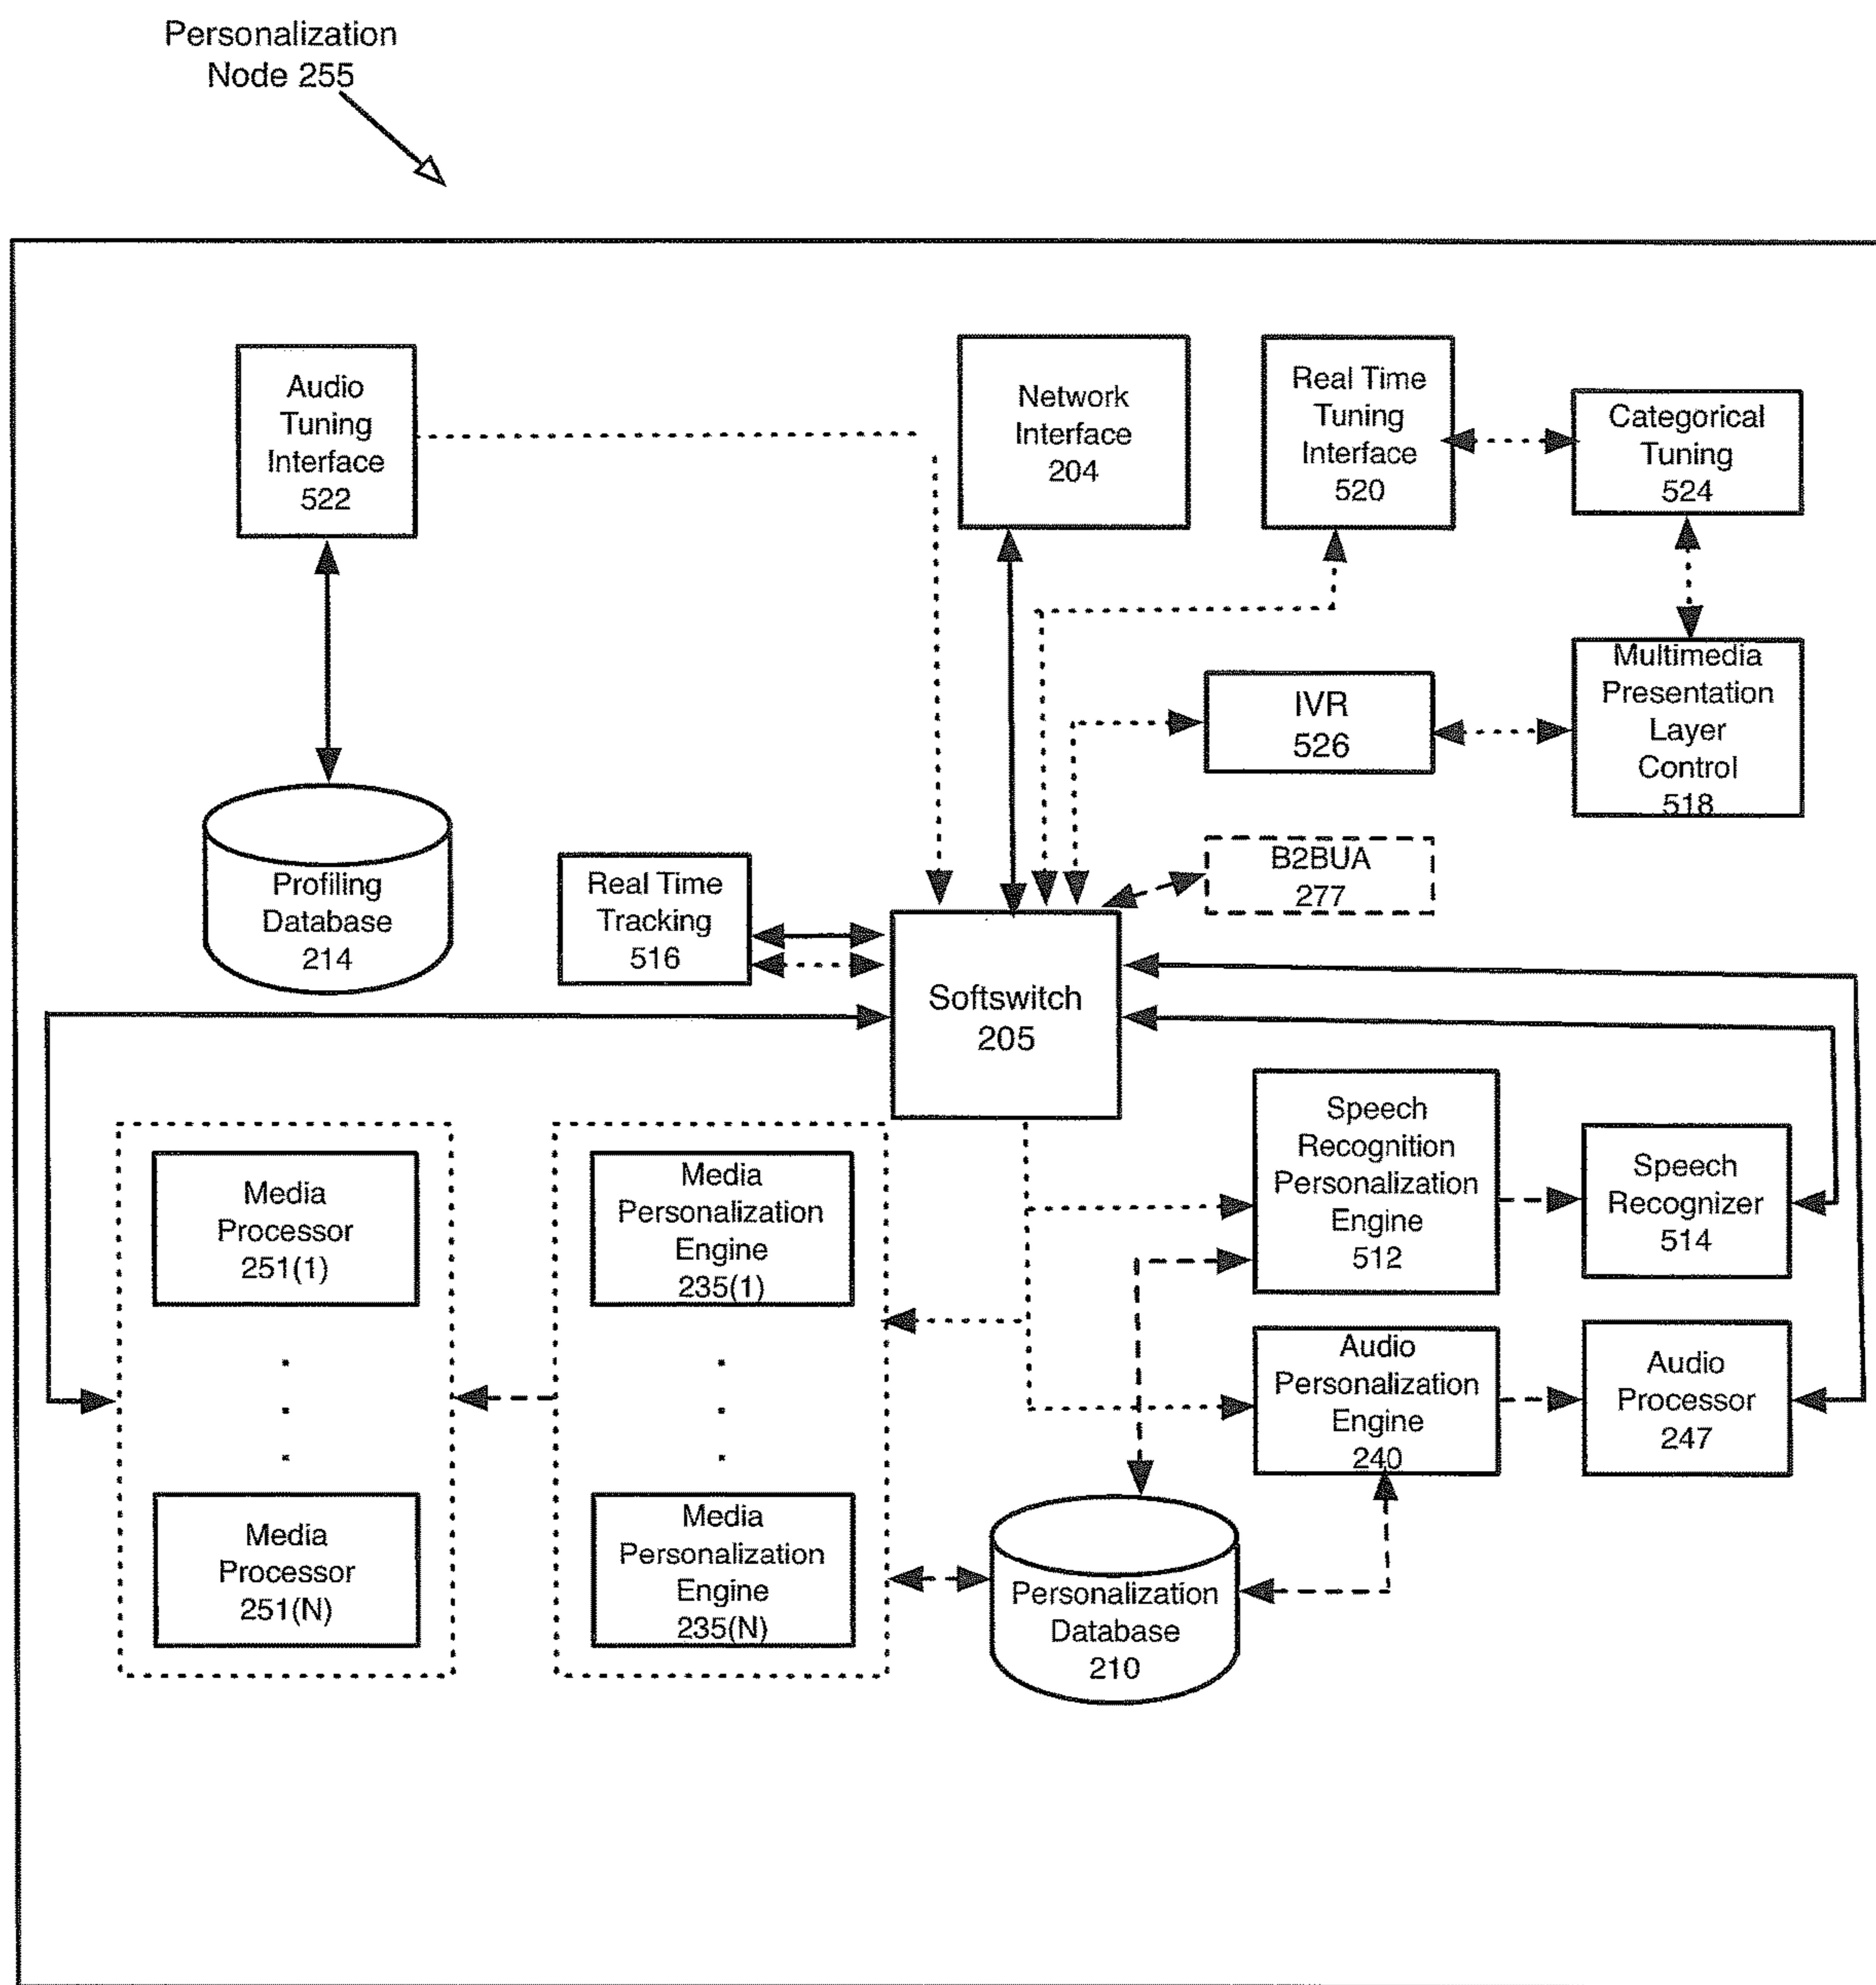 Personalization
Node 255
Audio
Tuning
Interface
522
Network
Interface
204
Real Time
Tuning
Interface
520
Categorical
Tuning
524
Multimedia
Presentation
Layer
Control
518
IVR
526
B2BUA
277
Profiling
Database
214
Real Time
Tracking
516
Softswitch
205
Media
Processor
251(1)
Media
Personalization
Engine
235(1)
Speech
Recognition
Personalization
Engine
512
Speech
Recognizer
514
Audio
Personalization
Engine
240
Audio
Processor
247
Media
Processor
251(N)
Media
Personalization
Engine
235(N)
Personalization
Database
210